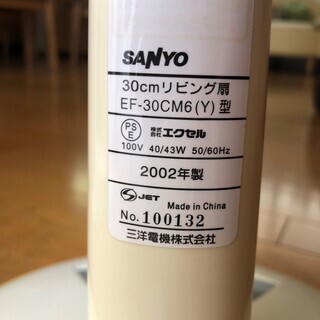 SANYO
30cmリビング扇
EF-30CM6(Y)型
PS E 株式会社 エクセル
100V 40/43W 50/60Hz
2002年製
S JET Made in China
No. 100132
三洋電機株式会社